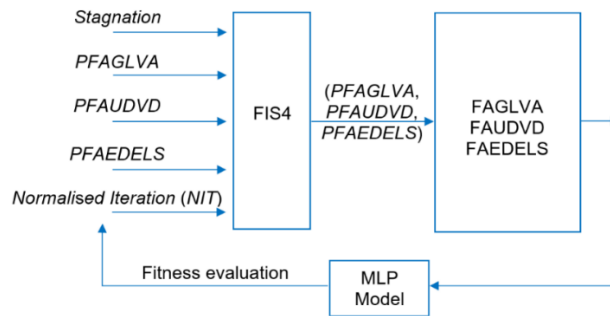 Stagnation
PFAGLVA
PFAUDVD
PFAEDELS
Normalised Iteration (NIT)
FIS4
(PFAGLVA,
PFAUDVD,
PFAEDELS)
FAGLVA
FAUDVD
FAEDELS
Fitness evaluation
MLP
Model